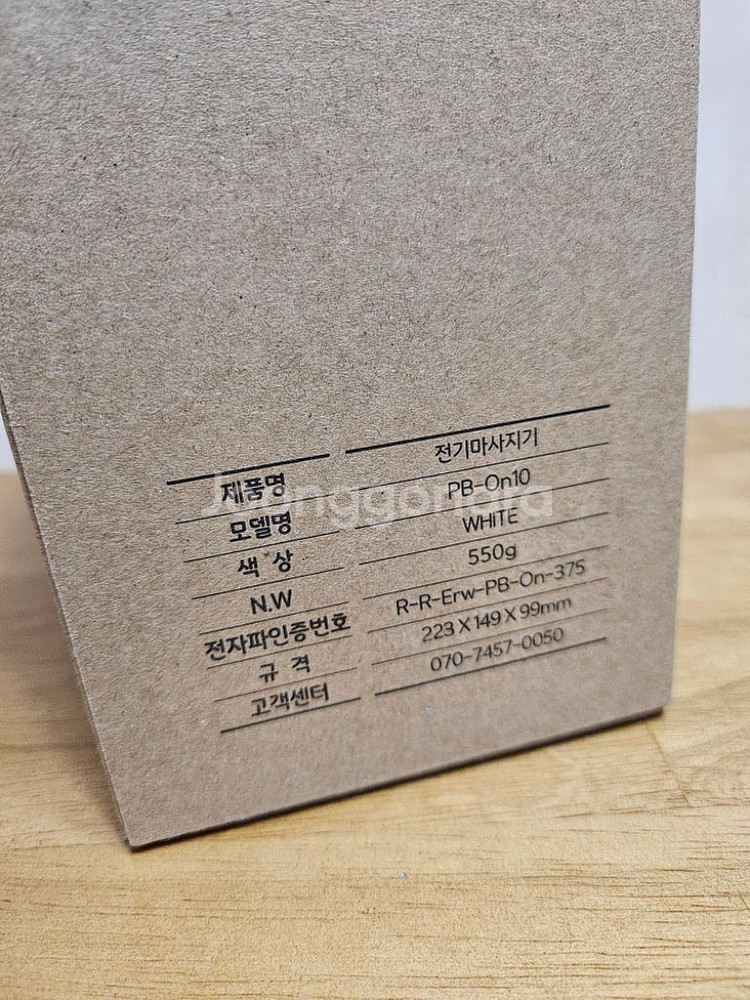 제품명 전기마사지기
모델명 PB-On10
색 상 WHITE
N.W 550g
전자파인증번호 R-R-Erw-PB-On-375
규 격 223 X 149 X 99mm
고객센터 070-7457-0050
Joonggonara